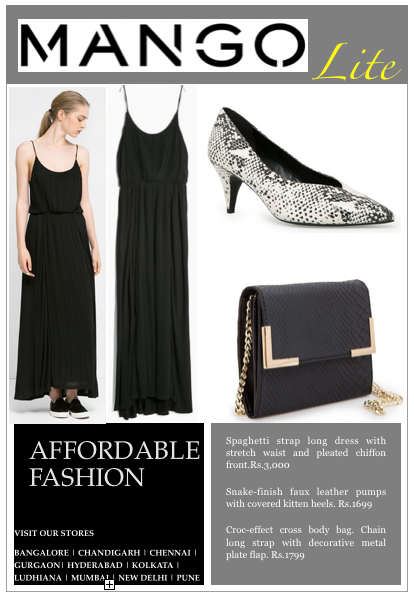 MANGO
Lite
AFFORDABLE
FASHION
VISIT OUR STORES
BANGALORE | CHANDIGARH | CHENNAI |
GURGAON| HYDERABAD | KOLKATA |
LUDHIANA | MUMBAI | NEW DELHI | PUNE
Spaghetti strap long dress with
stretch waist and pleated chiffon
front.Rs.3,000
Snake-finish faux leather pumps
with covered kitten heels. Rs.1699
Croc-effect cross body bag. Chain
long strap with decorative metal
plate flap. Rs.1799